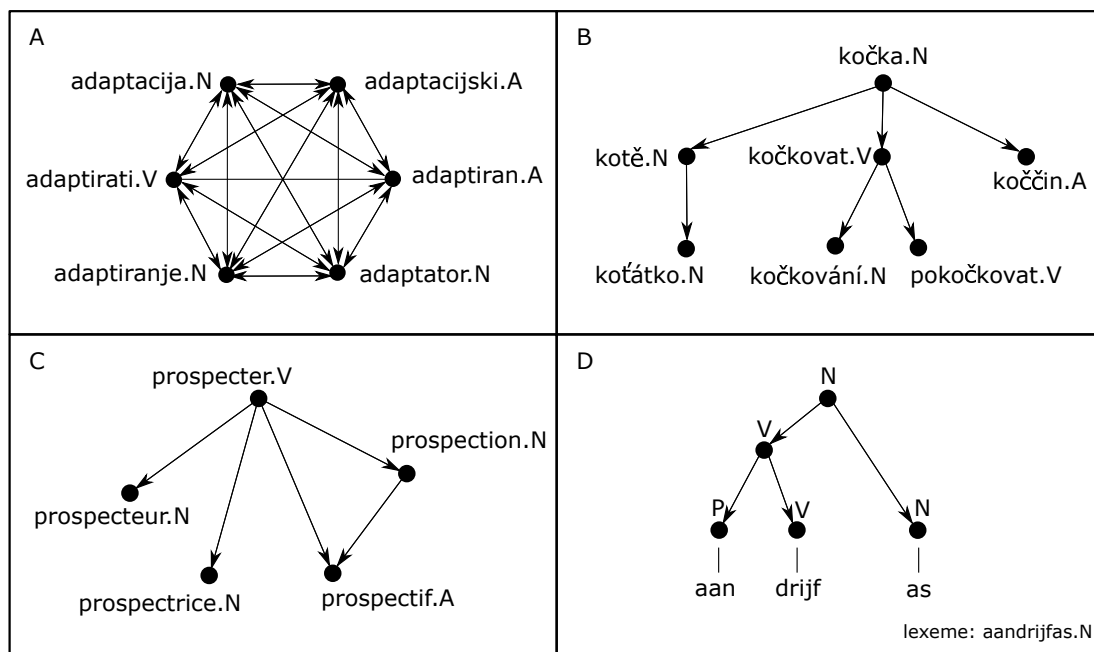 A
adaptacija.N
adaptacijski.A
adaptirati.V
adaptiran.A
adaptiranje.N
adaptator.N
B
kočka.N
kotě.N
kočkovat.V
koččin.A
koťátko.N
kočkování.N
pokočkovat.V
C
prospecter.V
prospection.N
prospecteur.N
prospectrice.N
prospectif.A
D
N
V
P V N
aan drijf as
lexeme: aandrijfas.N